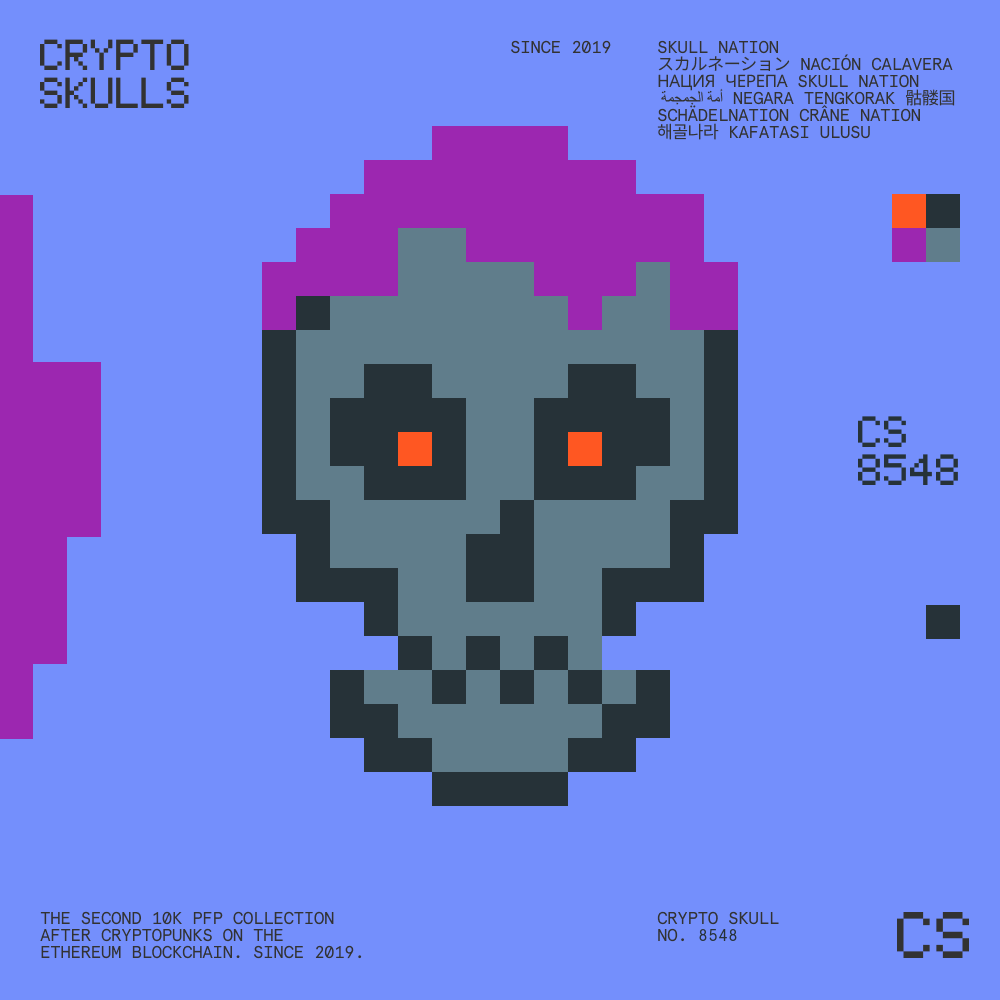 CRYPTO
SKULLS
SINCE 2019
SKULL NATION
スカルネーション NACIÓN CALAVERA
НАЦИЯ ЧЕРЕПА SKULL NATION
أمة الجمجمة NEGARA TENGKORAK 骷髅国
SCHÄDELNATION CRÂNE NATION
해골나라 KAFATASI ULUSU
CS
8548
THE SECOND 10K PFP COLLECTION
AFTER CRYPTOPUNKS ON THE
ETHEREUM BLOCKCHAIN. SINCE 2019.
CRYPTO SKULL
NO. 8548
CS